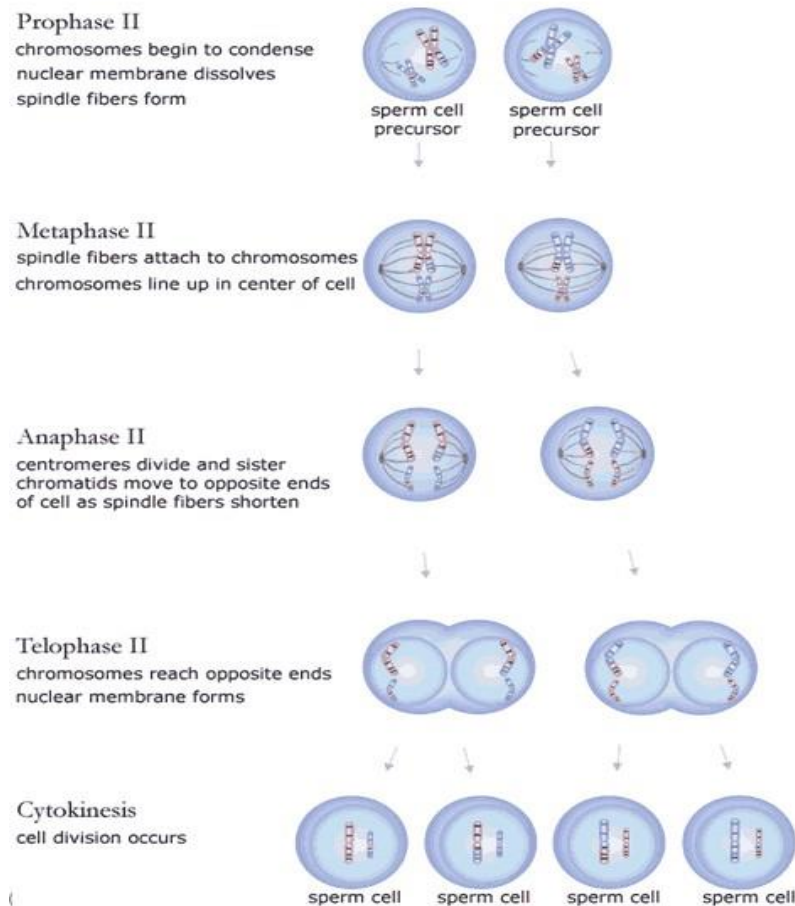 Prophase II
chromosomes begin to condense
nuclear membrane dissolves
spindle fibers form
sperm cell
precursor
sperm cell
precursor
Metaphase II
spindle fibers attach to chromosomes
chromosomes line up in center of cell
Anaphase II
centromeres divide and sister
chromatids move to opposite ends
of cell as spindle fibers shorten
Telophase II
chromosomes reach opposite ends
nuclear membrane forms
Cytokinesis
cell division occurs
sperm cell
sperm cell
sperm cell
sperm cell